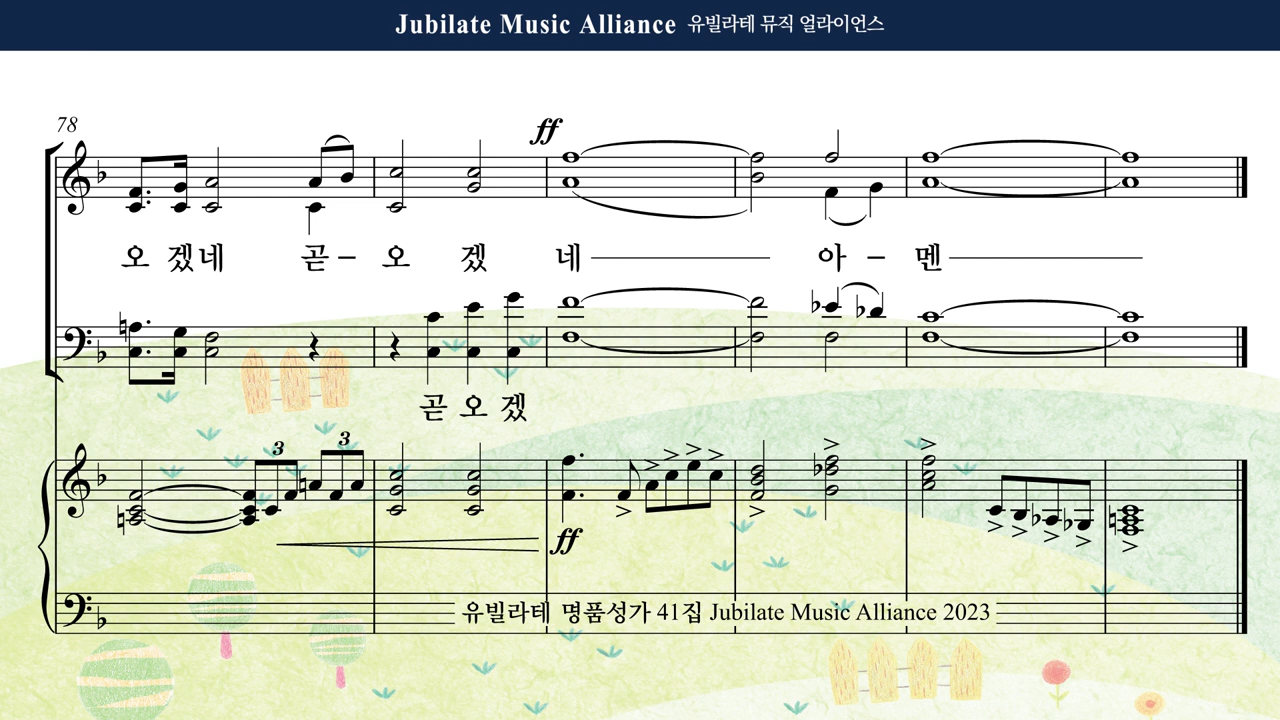 Jubilate Music Alliance 유빌라테 뮤직 얼라이언스
78
ff
오 겠 네 곧 - 오 겠 네 아 - 멘
곧 오 겠
3 3
ff
유빌라테 명품성가 41집 Jubilate Music Alliance 2023